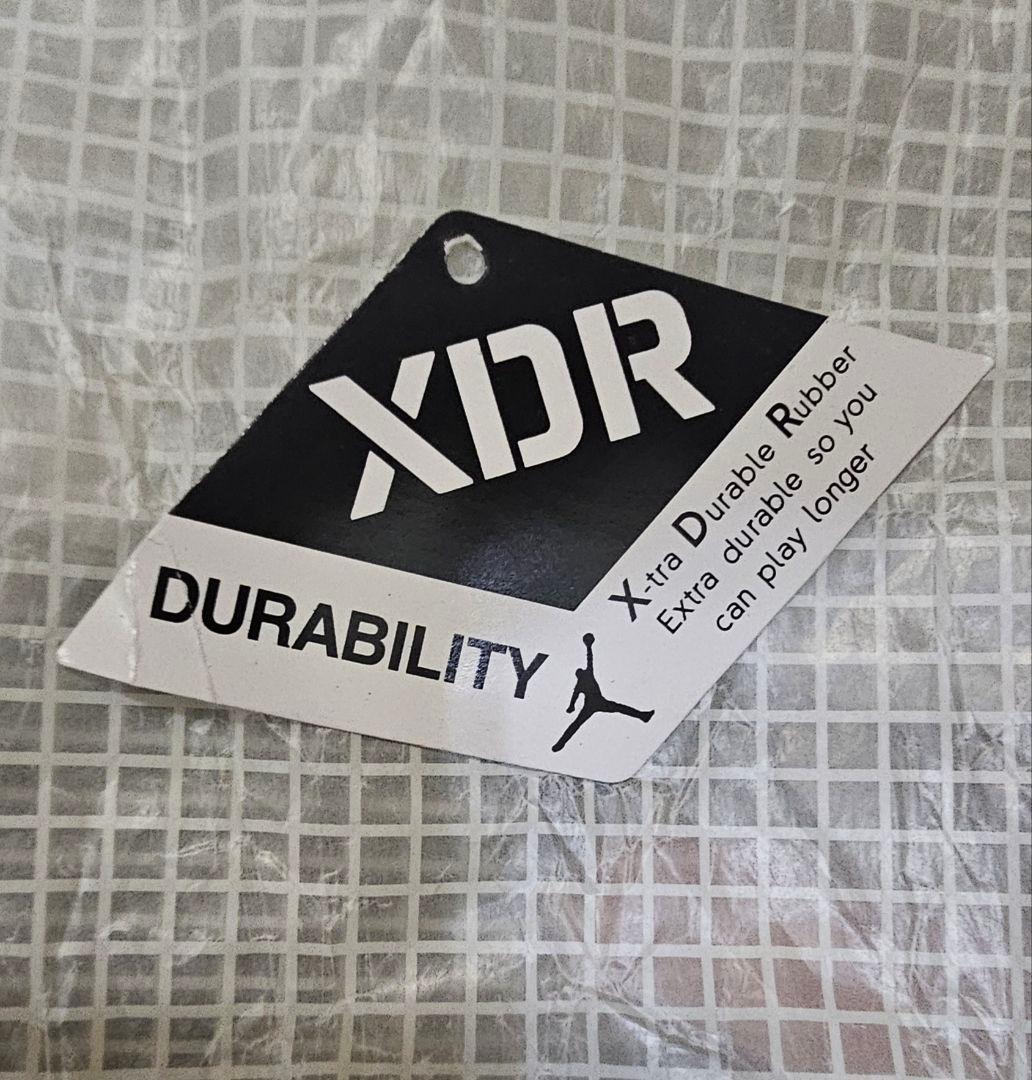 XDR
DURABILITY
X-tra Durable Rubber
Extra durable so you
can play longer